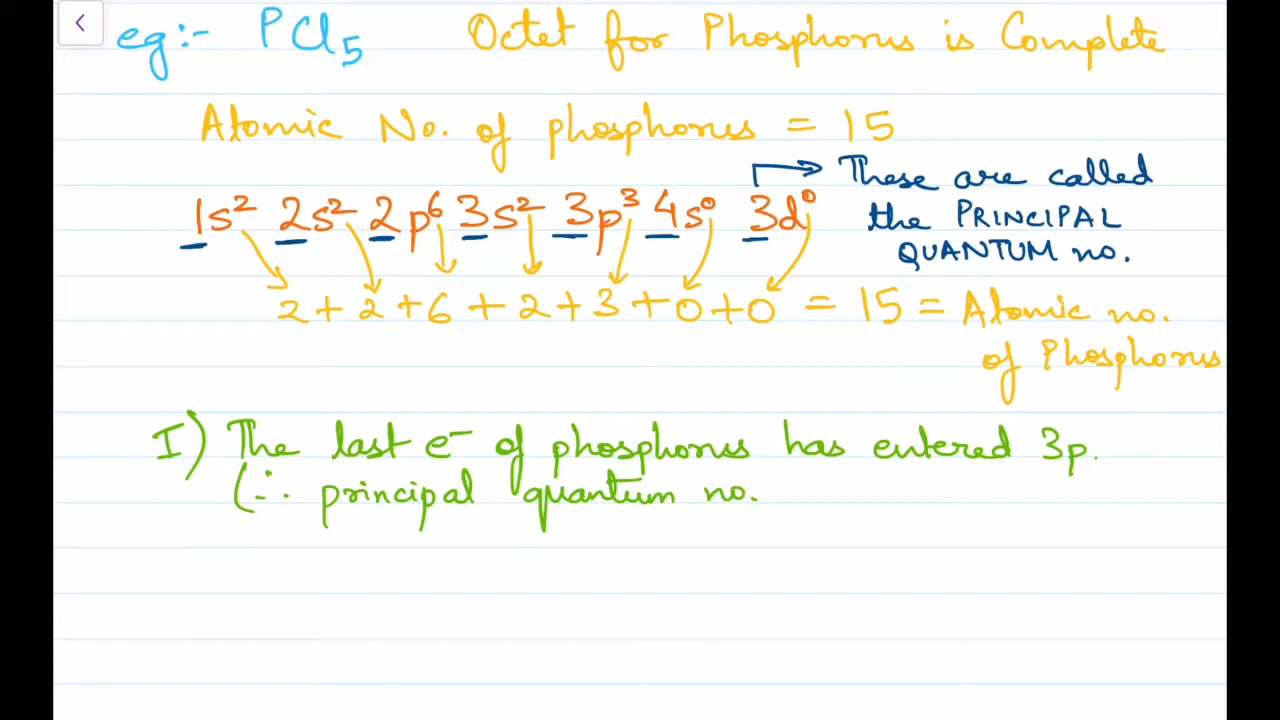 eg:- PCl₅ Octet for Phosphorus is Complete
Atomic No. of phosphorus = 15
These are called
1s² 2s² 2p⁶ 3s² 3p³ 4s⁰ 3d⁰ the PRINCIPAL
QUANTUM no.
2 + 2 + 6 + 2 + 3 + 0 + 0 = 15 = Atomic no.
of Phosphorus
I) The last e⁻ of phosphorus has entered 3p.
(∴ principal quantum no.